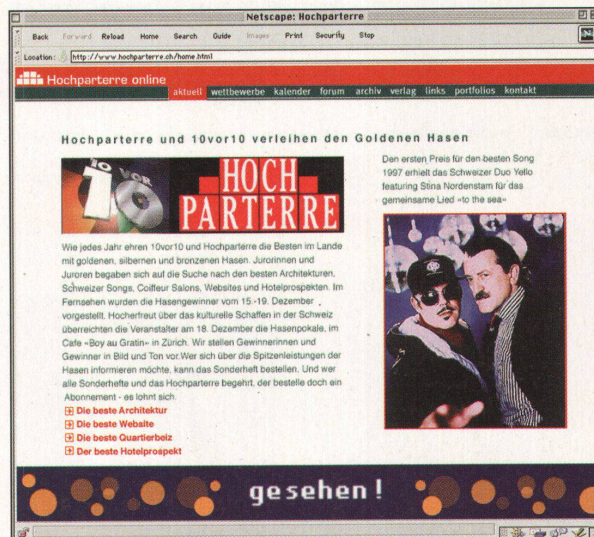 Netscape: Hochparterre
Back Forward Reload Home Search Guide Images Print Security Stop
Location: http://www.hochparterre.ch/home.html
Hochparterre online
aktuell wettbewerbe kalender forum archiv verlag links portfolios kontakt
Hochparterre und 10vor10 verleihen den Goldenen Hasen
10 VOR
10
HOCH
PARTERRE
Wie jedes Jahr ehren 10vor10 und Hochparterre die Besten im Lande
mit goldenen, silbernen und bronzenen Hasen. Jurorinnen und
Juroren begaben sich auf die Suche nach den besten Architekturen,
Schweizer Songs, Coiffeur Salons, Websites und Hotelprospekten. Im
Fernsehen wurden die Hasengewinner vom 15.-19. Dezember
vorgestellt. Hocherfreut über das kulturelle Schaffen in der Schweiz
überreichten die Veranstalter am 18. Dezember die Hasenpokale, im
Cafe «Boy au Gratin» in Zürich. Wir stellen Gewinnerinnen und
Gewinner in Bild und Ton vor.Wer sich über die Spitzenleistungen der
Hasen informieren möchte, kann das Sonderheft bestellen. Und wer
alle Sonderhefte und das Hochparterre begehrt, der bestelle doch ein
Abonnement - es lohnt sich.
Die beste Architektur
Die beste Website
Die beste Quartierbeiz
Der beste Hotelprospekt
Den ersten Preis für den besten Song
1997 erhielt das Schweizer Duo Yello
featuring Stina Nordenstam für das
gemeinsame Lied «to the sea»
gesehen!